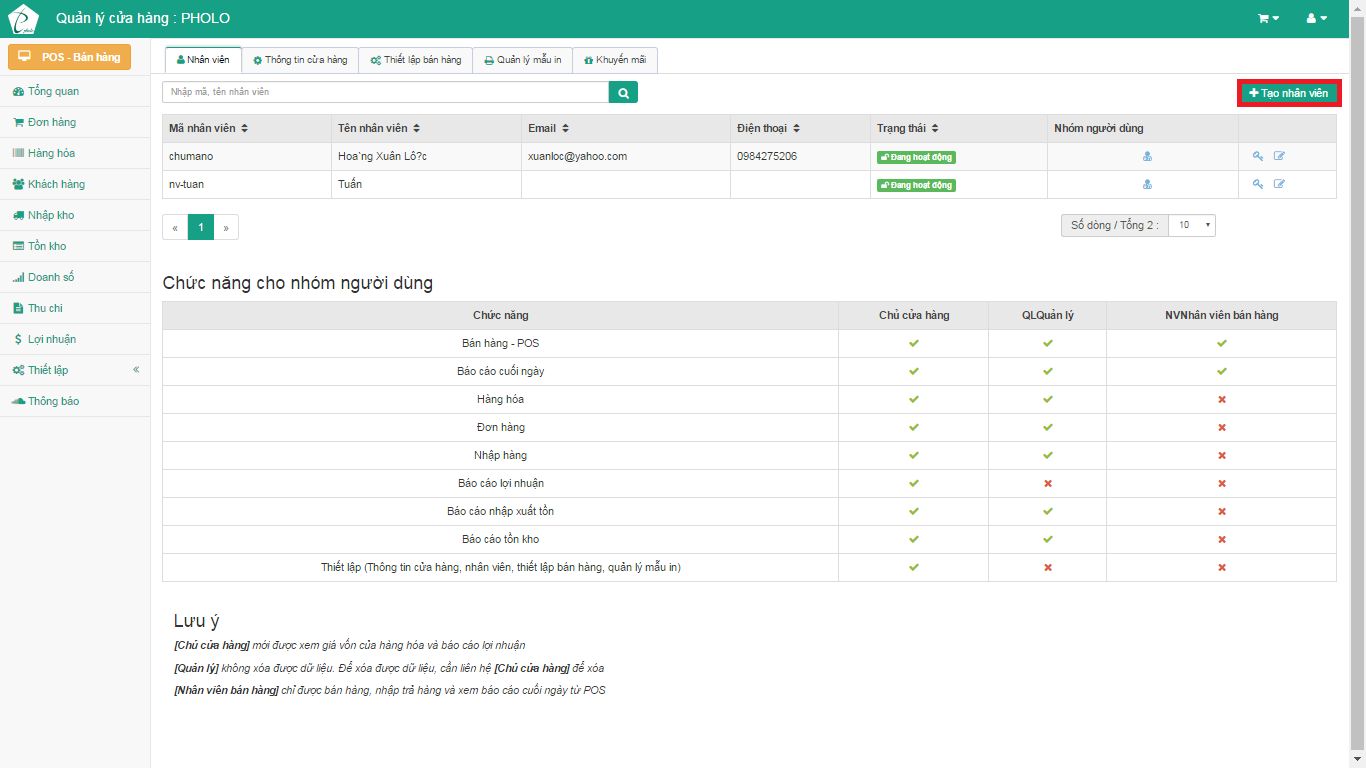 Quản lý cửa hàng : PHOLO
POS - Bán hàng
Tổng quan
Đơn hàng
Hàng hóa
Khách hàng
Nhập kho
Tồn kho
Doanh số
Thu chi
Lợi nhuận
Thiết lập
Thông báo
Nhân viên
Thông tin cửa hàng
Thiết lập bán hàng
Quản lý mẫu in
Khuyến mãi
Nhập mã, tên nhân viên
Tạo nhân viên
Mã nhân viên Tên nhân viên Email Điện thoại Trạng thái Nhóm người dùng
chumano Hoa`ng Xuân Lô?c xuanloc@yahoo.com 0984275206 Đang hoạt động
nv-tuan Tuấn Đang hoạt động
« 1 » Số dòng / Tổng 2 : 10
Chức năng cho nhóm người dùng
Chức năng Chủ cửa hàng QLQuản lý NVNhân viên bán hàng
Bán hàng - POS
Báo cáo cuối ngày
Hàng hóa
Đơn hàng
Nhập hàng
Báo cáo lợi nhuận
Báo cáo nhập xuất tồn
Báo cáo tồn kho
Thiết lập (Thông tin cửa hàng, nhân viên, thiết lập bán hàng, quản lý mẫu in)
Lưu ý
[Chủ cửa hàng] mới được xem giá vốn của hàng hóa và báo cáo lợi nhuận
[Quản lý] không xóa được dữ liệu. Để xóa được dữ liệu, cần liên hệ [Chủ cửa hàng] để xóa
[Nhân viên bán hàng] chỉ được bán hàng, nhập trả hàng và xem báo cáo cuối ngày từ POS